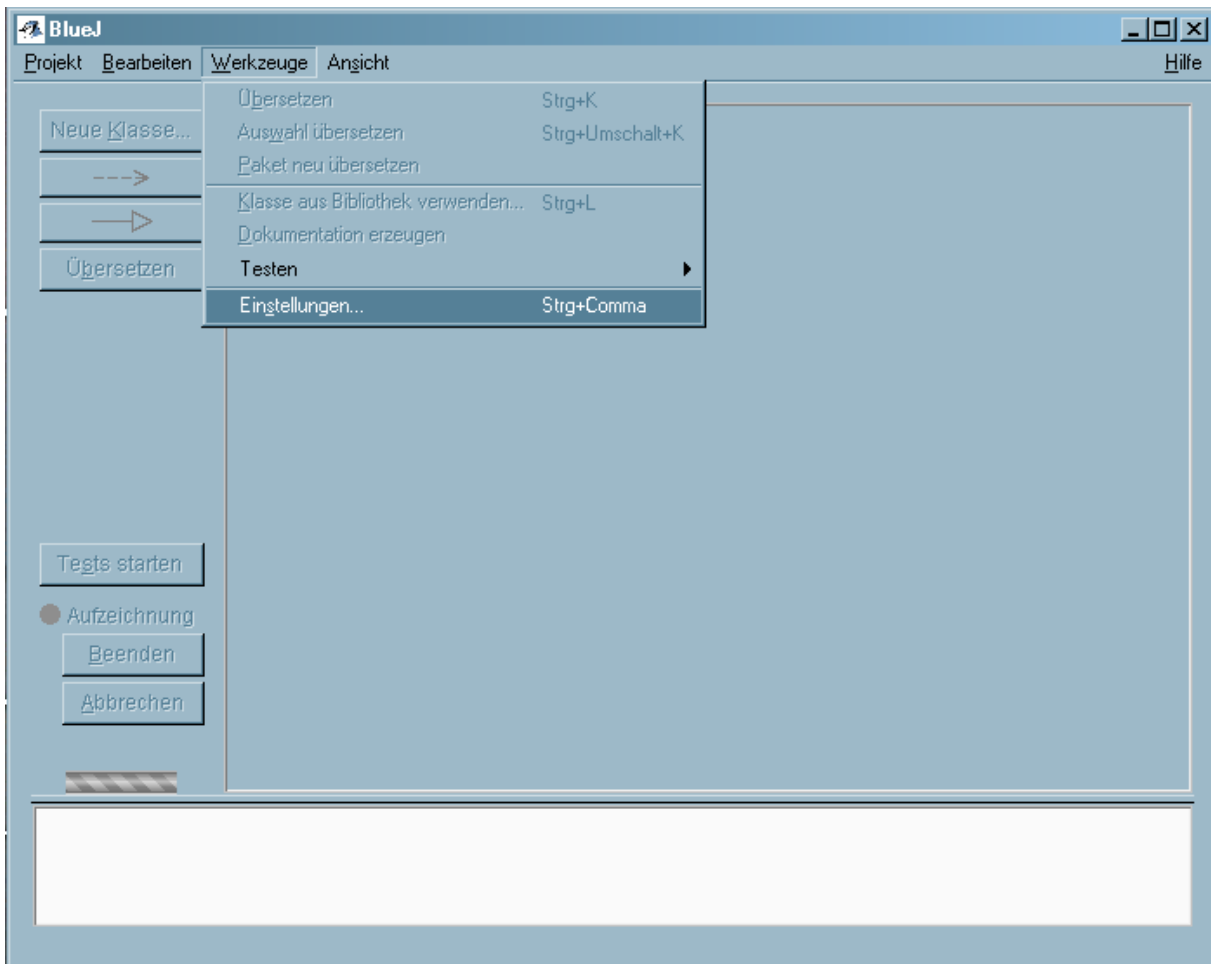 BlueJ
Projekt Bearbeiten Werkzeuge Ansicht Hilfe
Neue Klasse...
Übersetzen
Übersetzen Strg+K
Auswahl übersetzen Strg+Umschalt+K
Paket neu übersetzen
Klasse aus Bibliothek verwenden... Strg+L
Dokumentation erzeugen
Testen
Einstellungen... Strg+Comma
Tests starten
Aufzeichnung
Beenden
Abbrechen